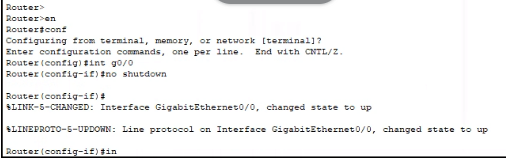 Router>
Router>en
Router#conf
Configuring from terminal, memory, or network [terminal]?
Enter configuration commands, one per line.  End with CNTL/Z.
Router(config)#int g0/0
Router(config-if)#no shutdown
Router(config-if)#
%LINK-5-CHANGED: Interface GigabitEthernet0/0, changed state to up
%LINEPROTO-5-UPDOWN: Line protocol on Interface GigabitEthernet0/0, changed state to up
Router(config-if)#in